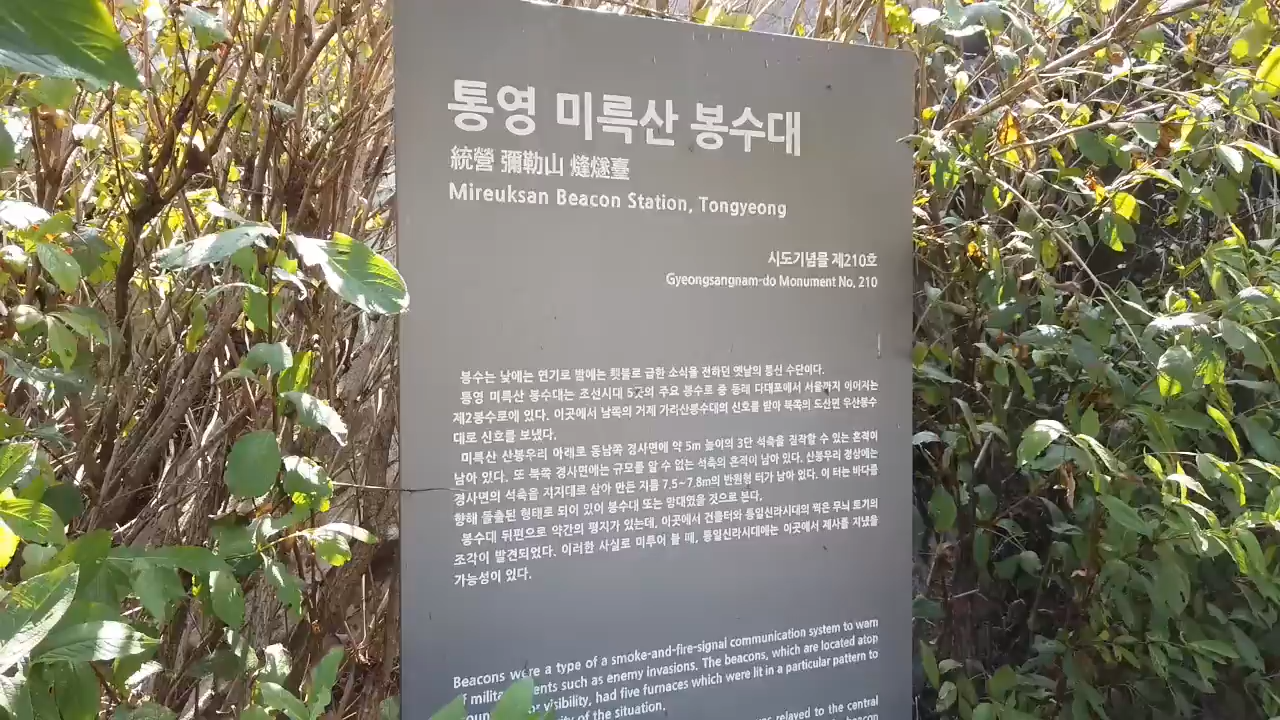 통영 미륵산 봉수대
統營 彌勒山 熢燧臺
Mireuksan Beacon Station, Tongyeong
시도기념물 제210호
Gyeongsangnam-do Monument No. 210
봉수는 낮에는 연기로 밤에는 횃불로 급한 소식을 전하던 옛날의 통신 수단이다.
통영 미륵산 봉수대는 조선시대 5곳의 주요 봉수로 중 동래 다대포에서 서울까지 이어지는
제2봉수로에 있다. 이곳에서 남쪽의 거제 가라산봉수대의 신호를 받아 북쪽의 도산면 우산봉수
대로 신호를 보냈다.
미륵산 산봉우리 아래로 동남쪽 경사면에 약 5m 높이의 3단 석축을 짐작할 수 있는 흔적이
남아 있다. 또 북쪽 경사면에는 규모를 알 수 없는 석축의 흔적이 남아 있다. 산봉우리 정상에는
경사면의 석축을 지지대로 삼아 만든 지름 7.5~7.8m의 반원형 터가 남아 있다. 이 터는 바다를
향해 돌출된 형태로 되어 있어 봉수대 또는 망대였을 것으로 본다.
봉수대 뒤편으로 약간의 평지가 있는데, 이곳에서 건물터와 통일신라시대의 찍은 무늬 토기의
조각이 발견되었다. 이러한 사실로 미루어 볼 때, 통일신라시대에는 이곳에서 제사를 지냈을
가능성이 있다.
Beacons were a type of a smoke-and-fire-signal communication system to warn
of military events such as enemy invasions. The beacons, which are located atop
visibility, had five furnaces which were lit in a particular pattern to
of the situation.
relayed to the central
beacon